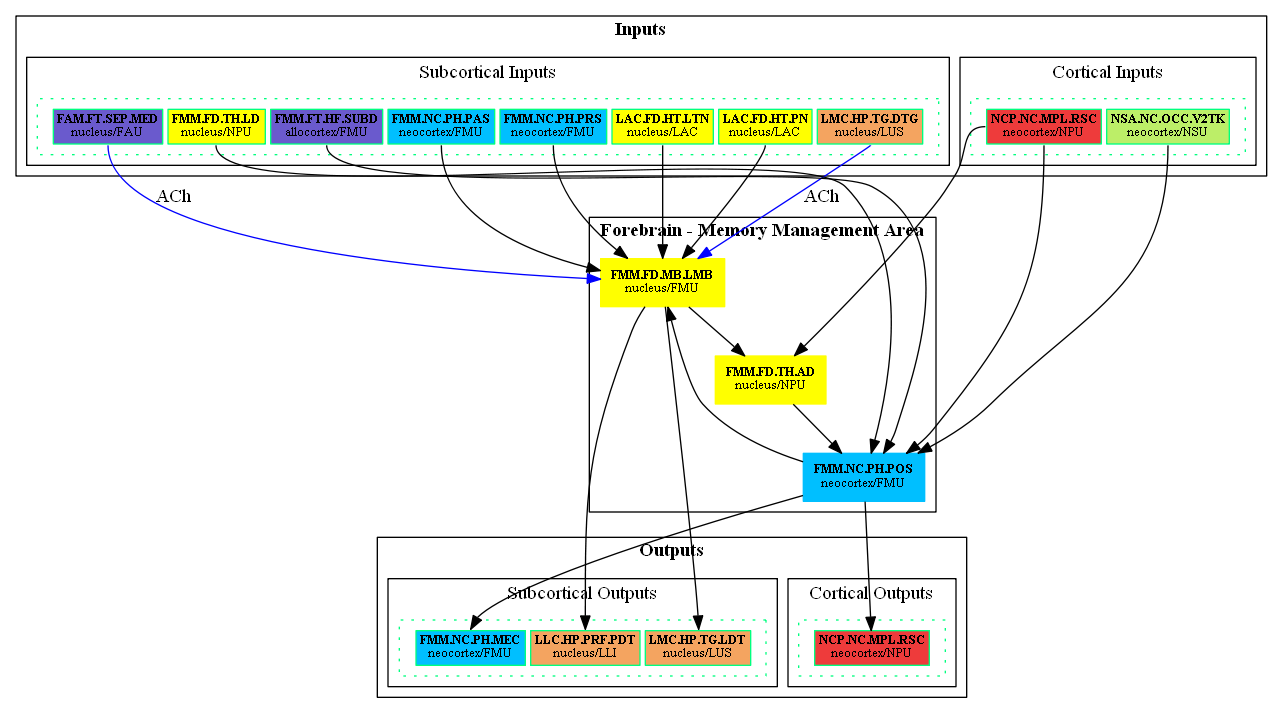 Inputs
Subcortical Inputs
Cortical Inputs
FAM.FT.SEP.MED
nucleus/FAU
FMM.FD.TH.LD
nucleus/NPU
FMM.FT.HF.SUBD
allocortex/FMU
FMM.NC.PH.PAS
neocortex/FMU
FMM.NC.PH.PRS
neocortex/FMU
LAC.FD.HT.LTN
nucleus/LAC
LAC.FD.HT.PN
nucleus/LAC
LMC.HP.TG.DTG
nucleus/LUS
NCP.NC.MPL.RSC
neocortex/NPU
NSA.NC.OCC.V2TK
neocortex/NSU
ACh
ACh
Forebrain - Memory Management Area
FMM.FD.MB.LMB
nucleus/FMU
FMM.FD.TH.AD
nucleus/NPU
FMM.NC.PH.POS
neocortex/FMU
Outputs
Subcortical Outputs
Cortical Outputs
FMM.NC.PH.MEC
neocortex/FMU
LLC.HP.PRF.PDT
nucleus/LLI
LMC.HP.TG.LDT
nucleus/LUS
NCP.NC.MPL.RSC
neocortex/NPU